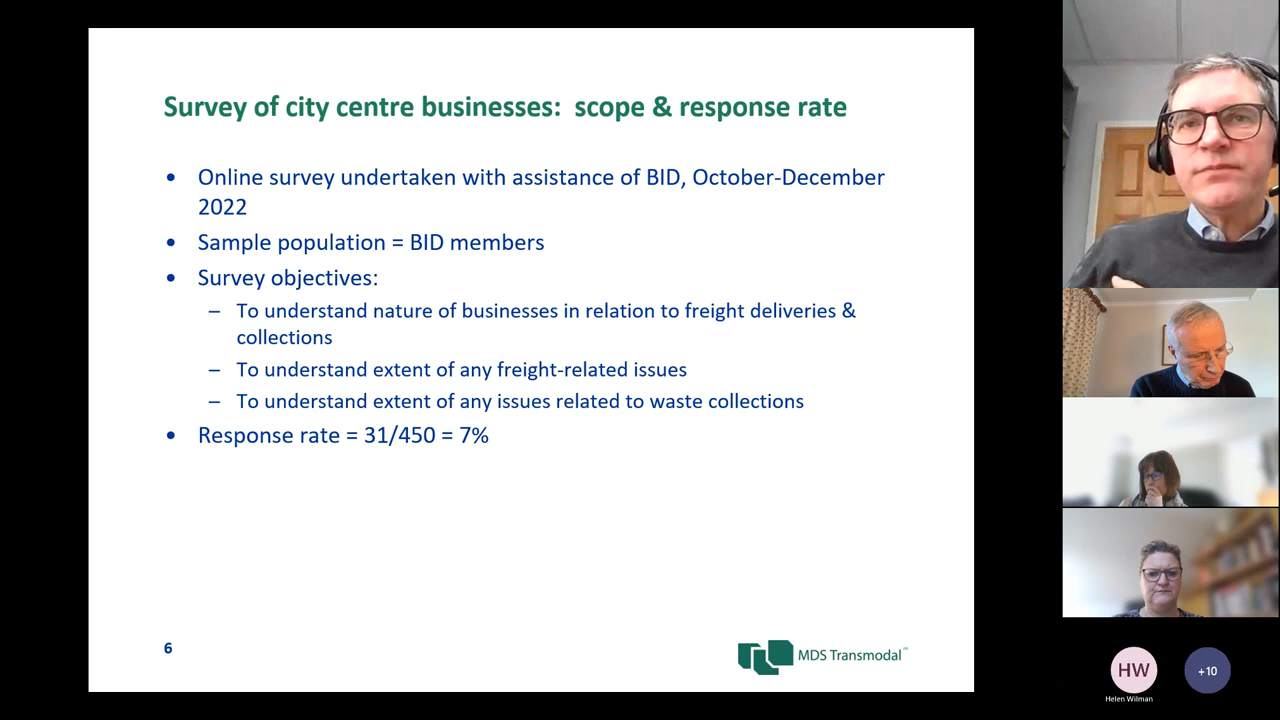 Survey of city centre businesses:  scope & response rate
• Online survey undertaken with assistance of BID, October-December
2022
• Sample population = BID members
• Survey objectives:
– To understand nature of businesses in relation to freight deliveries &
collections
– To understand extent of any freight-related issues
– To understand extent of any issues related to waste collections
• Response rate = 31/450 = 7%
6
MDS Transmodal
HW
+10
Helen Wilman